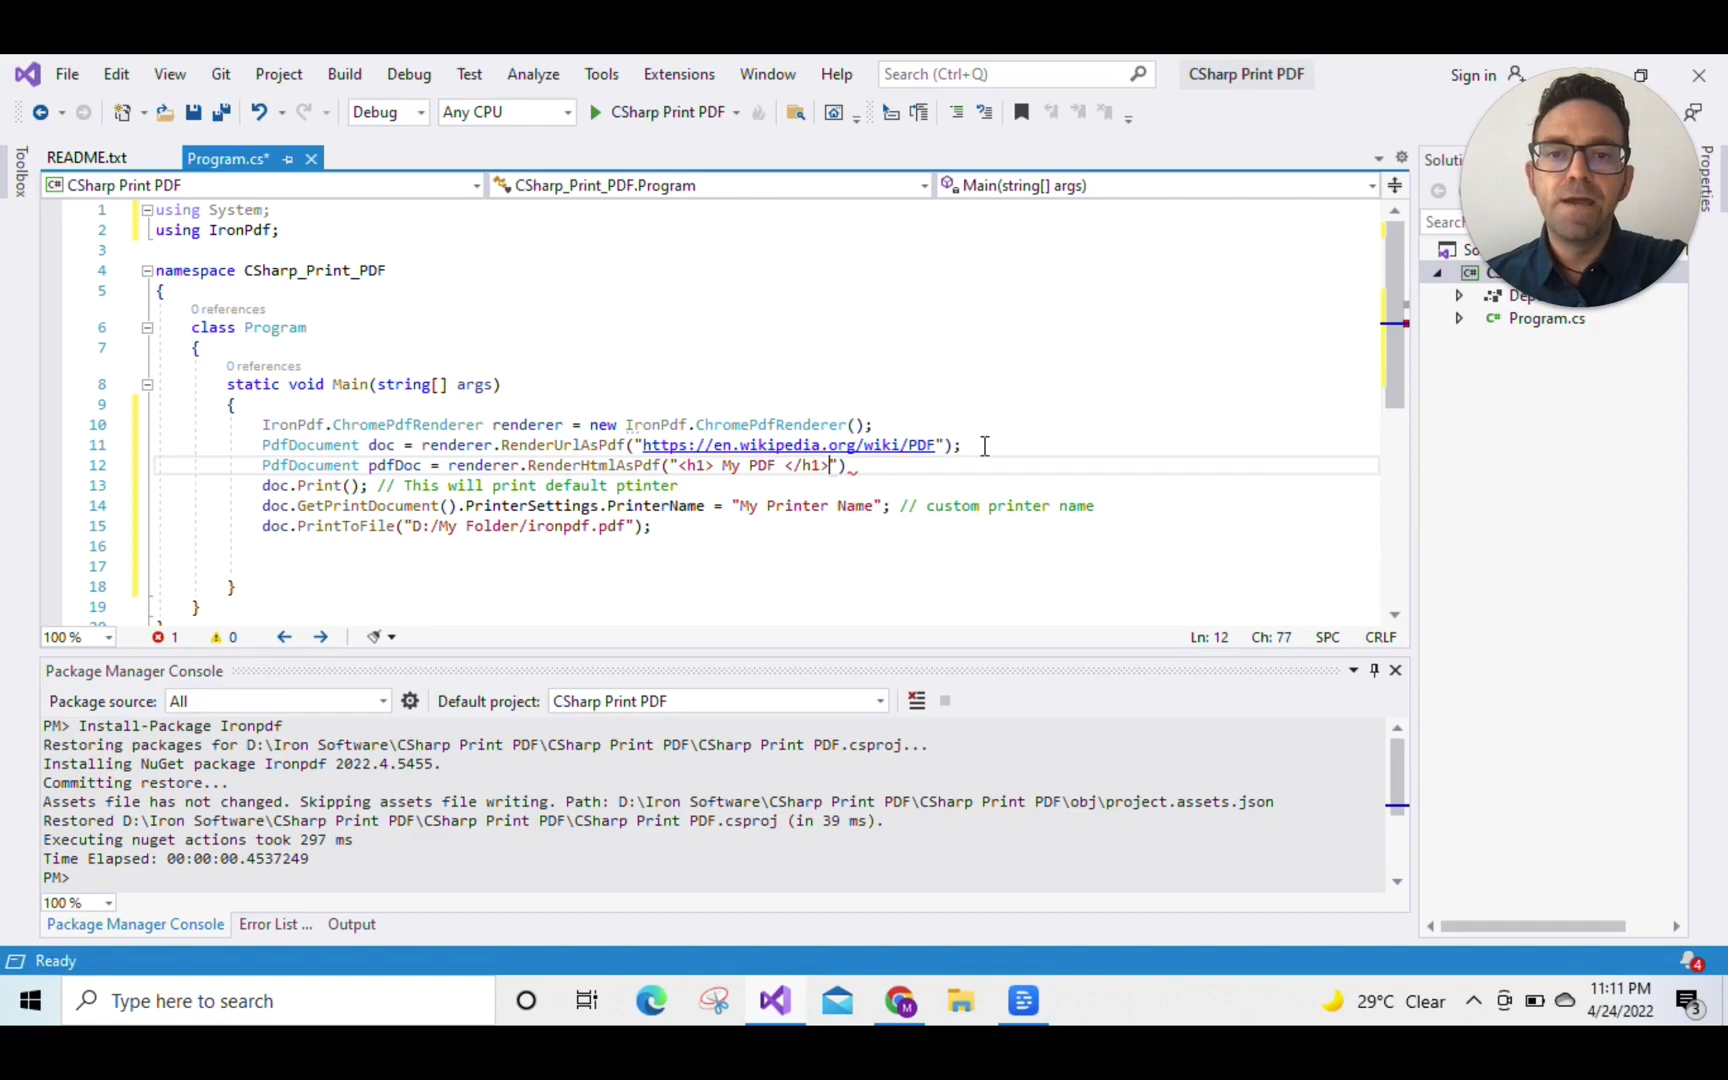 File Edit View Git Project Build Debug Test Analyze Tools Extensions Window Help Search (Ctrl+Q) CSharp Print PDF Sign in
Debug Any CPU CSharp Print PDF
Toolbox
README.txt Program.cs*
Soluti
Properties
CSharp Print PDF CSharp_Print_PDF.Program Main(string[] args)
Searc
1 using System;
2 using IronPdf;
3
4 namespace CSharp_Print_PDF
5 {
0 references
6 class Program
7 {
0 references
8 static void Main(string[] args)
9 {
10 IronPdf.ChromePdfRenderer renderer = new IronPdf.ChromePdfRenderer();
11 PdfDocument doc = renderer.RenderUrlAsPdf("https://en.wikipedia.org/wiki/PDF");
12 PdfDocument pdfDoc = renderer.RenderHtmlAsPdf("<h1> My PDF </h1>")
13 doc.Print(); // This will print default ptinter
14 doc.GetPrintDocument().PrinterSettings.PrinterName = "My Printer Name"; // custom printer name
15 doc.PrintToFile("D:/My Folder/ironpdf.pdf");
16
17
18 }
19 }
So
C# C
Dep
C# Program.cs
100 % 1 0 Ln: 12 Ch: 77 SPC CRLF
Package Manager Console
Package source: All Default project: CSharp Print PDF
PM> Install-Package Ironpdf
Restoring packages for D:\Iron Software\CSharp Print PDF\CSharp Print PDF\CSharp Print PDF.csproj...
Installing NuGet package Ironpdf 2022.4.5455.
Committing restore...
Assets file has not changed. Skipping assets file writing. Path: D:\Iron Software\CSharp Print PDF\CSharp Print PDF\obj\project.assets.json
Restored D:\Iron Software\CSharp Print PDF\CSharp Print PDF\CSharp Print PDF.csproj (in 39 ms).
Executing nuget actions took 297 ms
Time Elapsed: 00:00:00.4537249
PM>
100 %
Package Manager Console Error List ... Output
Ready 4
Type here to search 29°C Clear 11:11 PM
4/24/2022 3